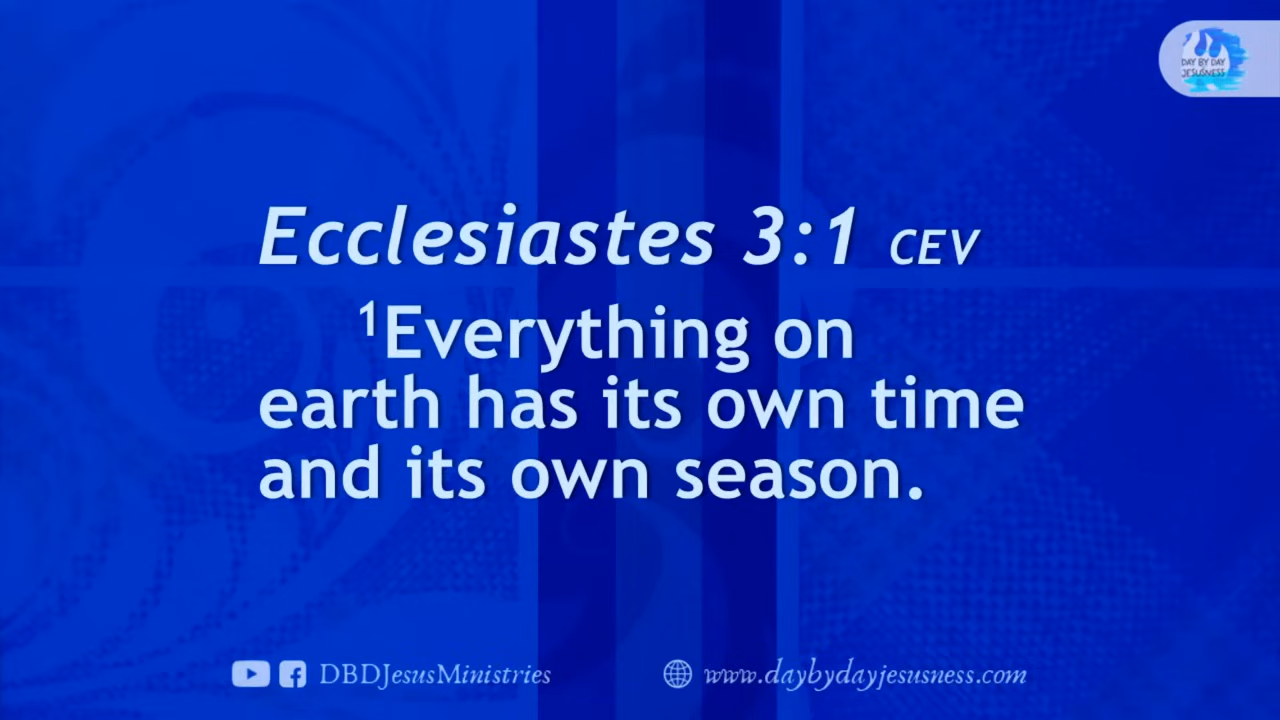 DAY BY DAY
JESUSNESS
Ecclesiastes 3:1 CEV
¹Everything on
earth has its own time
and its own season.
DBDJesusMinistries
www.daybydayjesusness.com